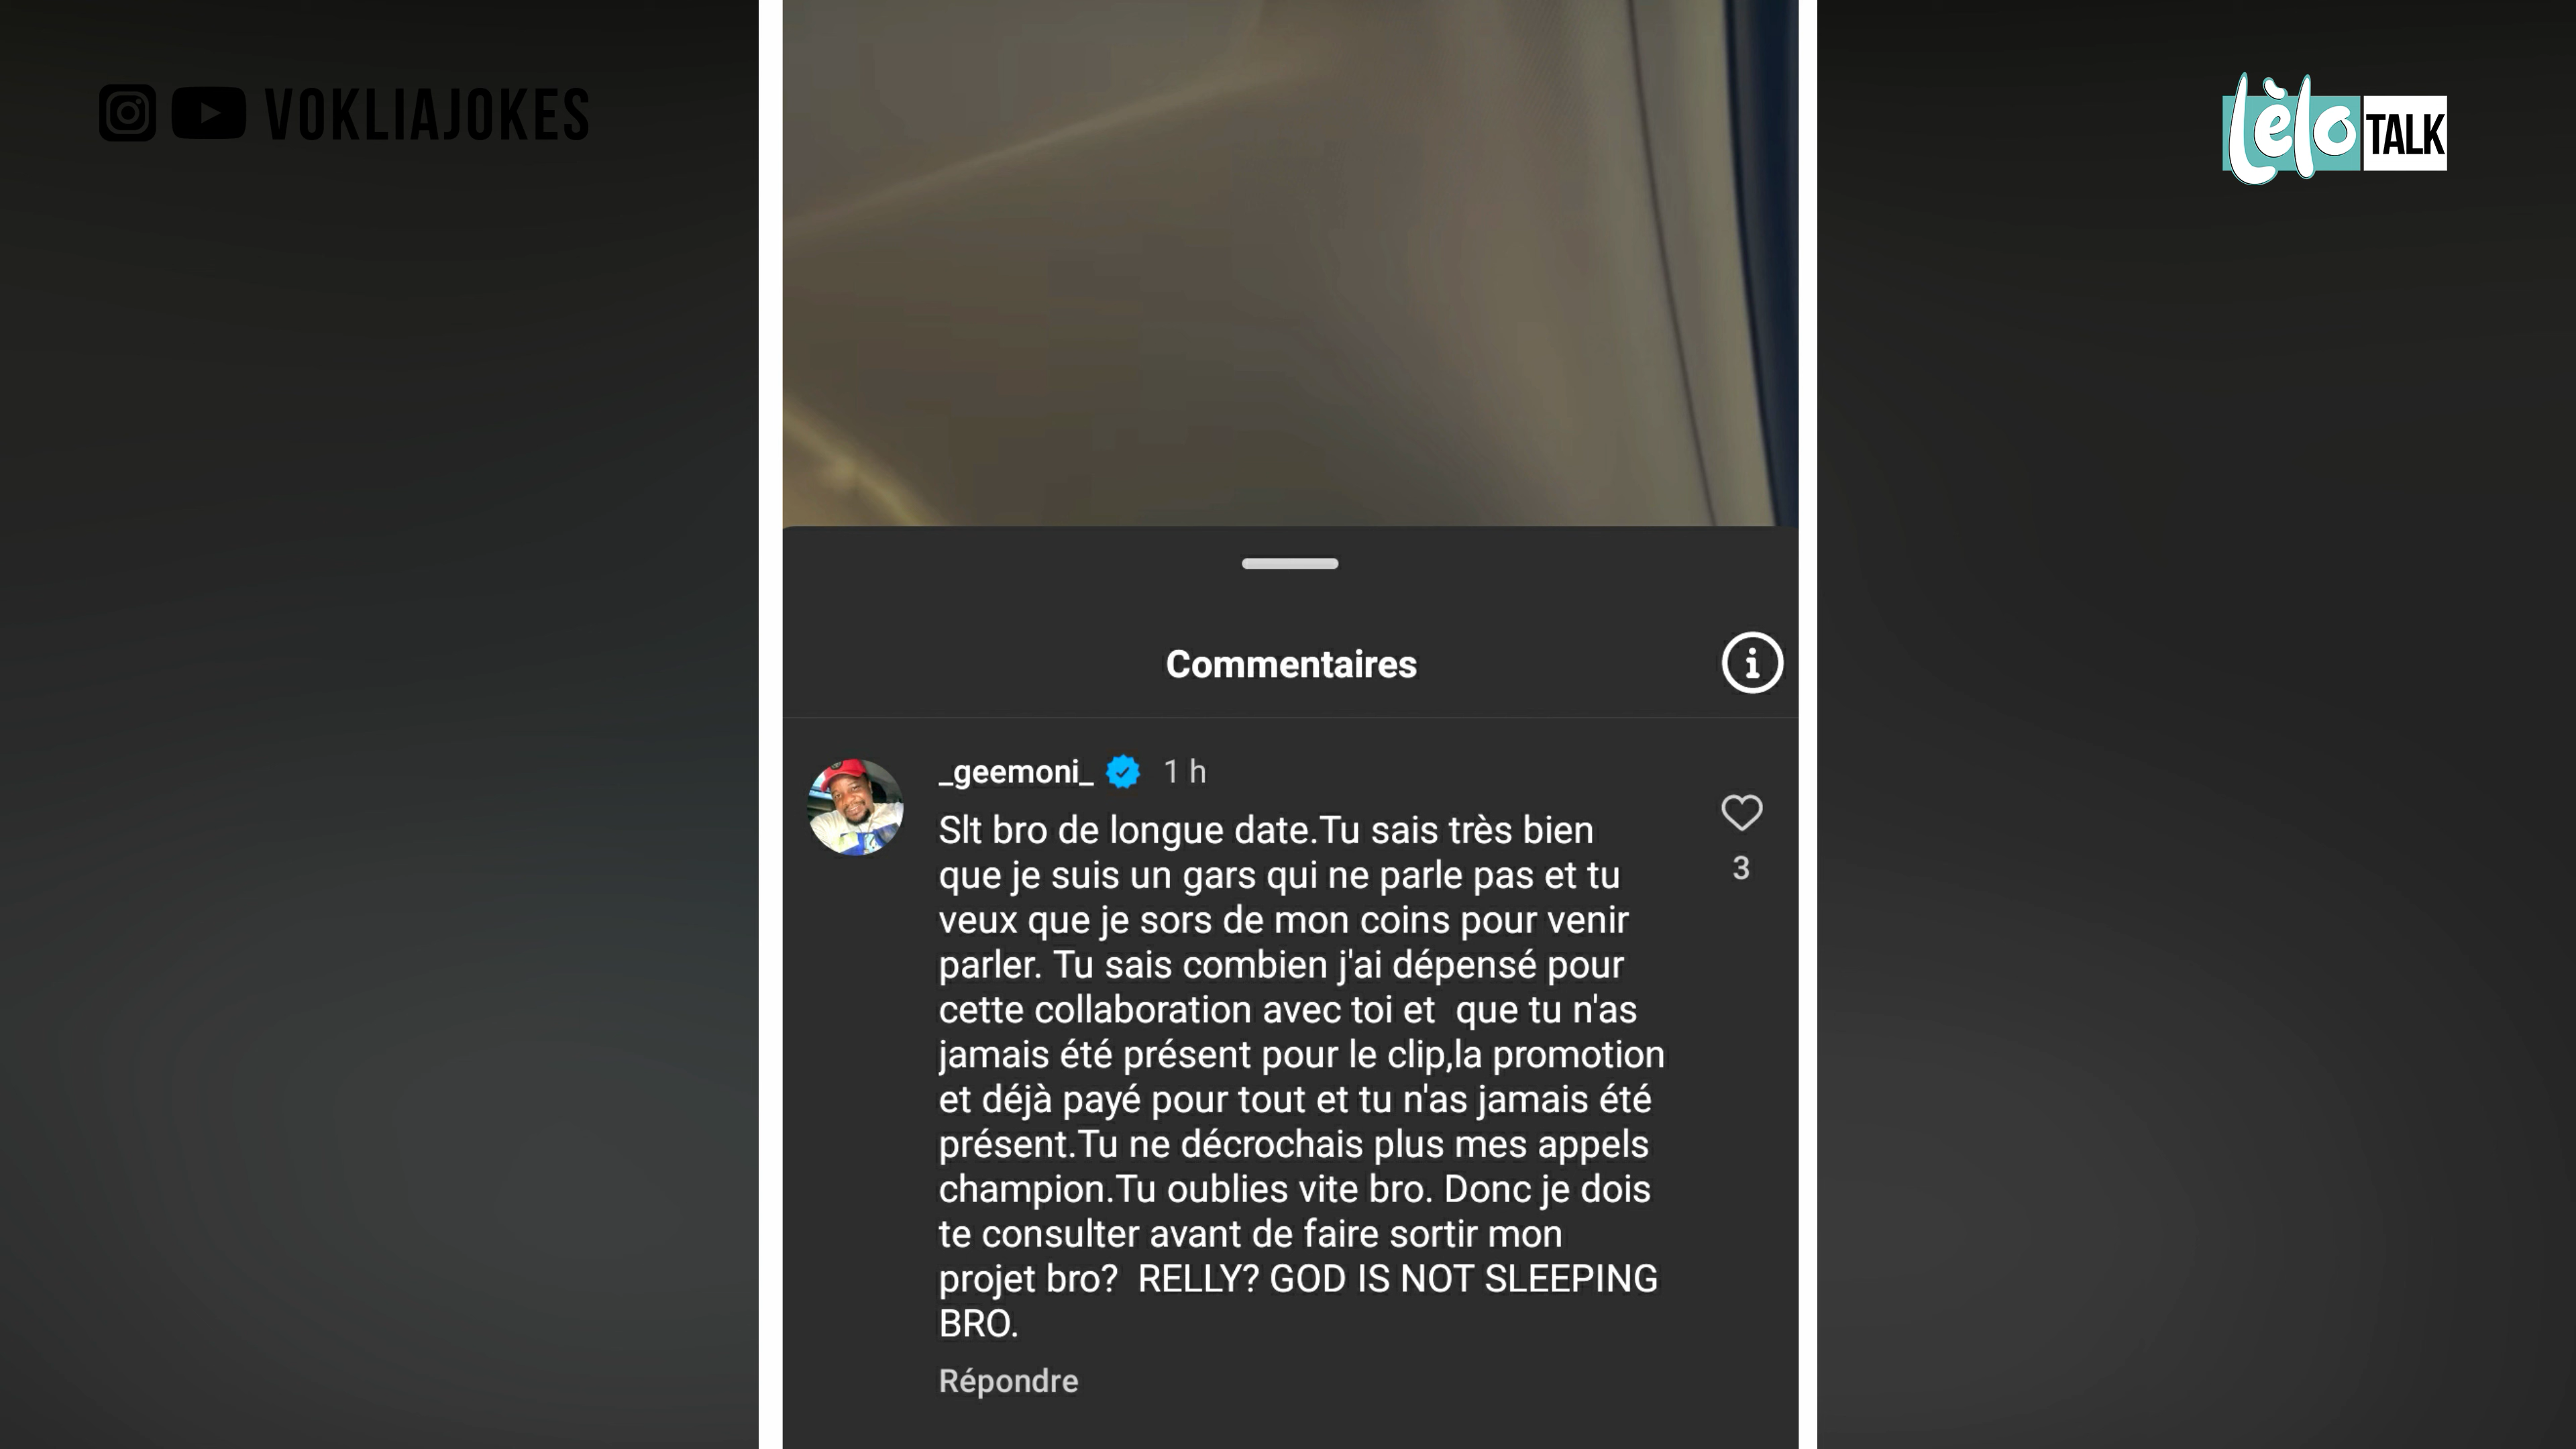 VOKLIAJOKES
Lèlo TALK
Commentaires
_geemoni_ 1 h
Slt bro de longue date.Tu sais très bien
que je suis un gars qui ne parle pas et tu
veux que je sors de mon coins pour venir
parler. Tu sais combien j'ai dépensé pour
cette collaboration avec toi et  que tu n'as
jamais été présent pour le clip,la promotion
et déjà payé pour tout et tu n'as jamais été
présent.Tu ne décrochais plus mes appels
champion.Tu oublies vite bro. Donc je dois
te consulter avant de faire sortir mon
projet bro?  RELLY? GOD IS NOT SLEEPING
BRO.
3
Répondre